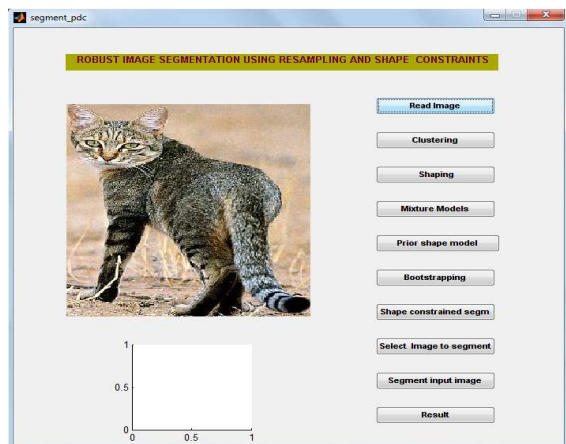 segment_pdc
ROBUST IMAGE SEGMENTATION USING RESAMPLING AND SHAPE CONSTRAINTS
Read Image
Clustering
Shaping
Mixture Models
Prior shape model
Bootstrapping
Shape constrained segm
Select Image to segment
Segment input image
Result
1
0.5
0
0
0.5
1